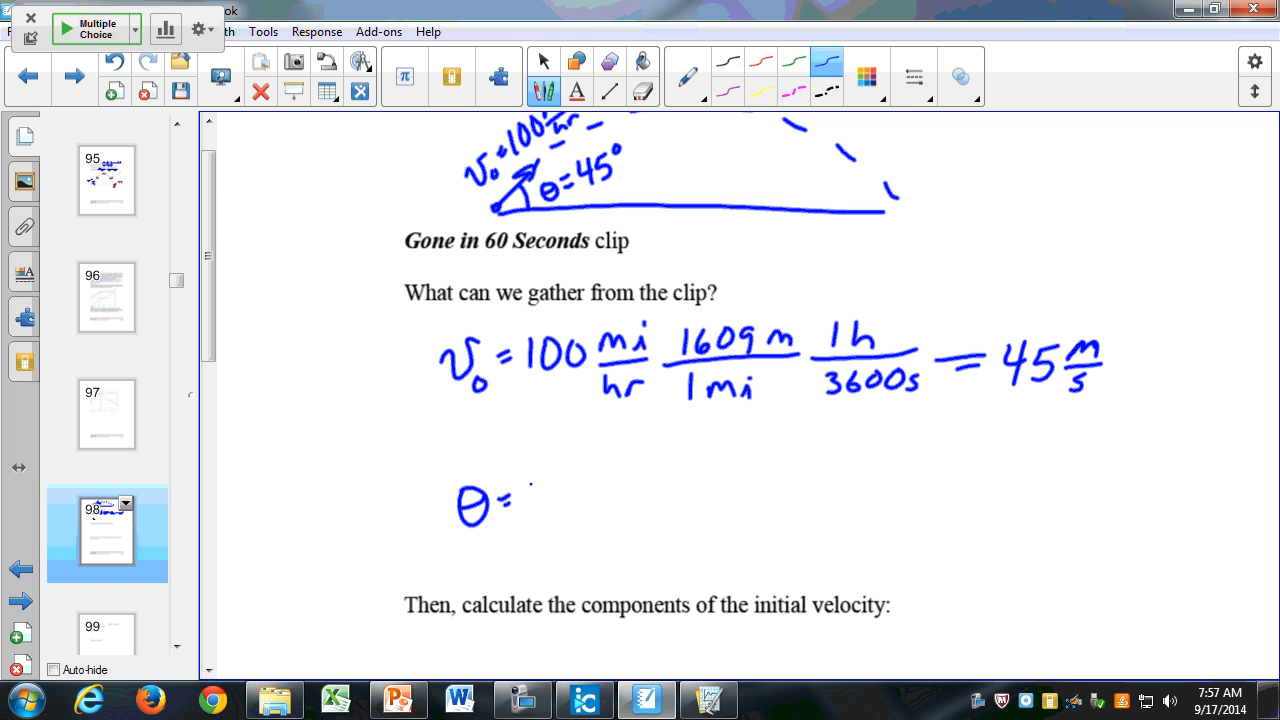 ok
Multiple
Choice
Tools Response Add-ons Help
π
A
v₀=100 mi/hr
θ=45°
Gone in 60 Seconds clip
What can we gather from the clip?
v₀ = 100 mi/hr 1609 m/1 mi 1 h/3600s = 45 m/s
θ=
Then, calculate the components of the initial velocity:
95
96
97
98
99
Auto-hide
7:57 AM
9/17/2014